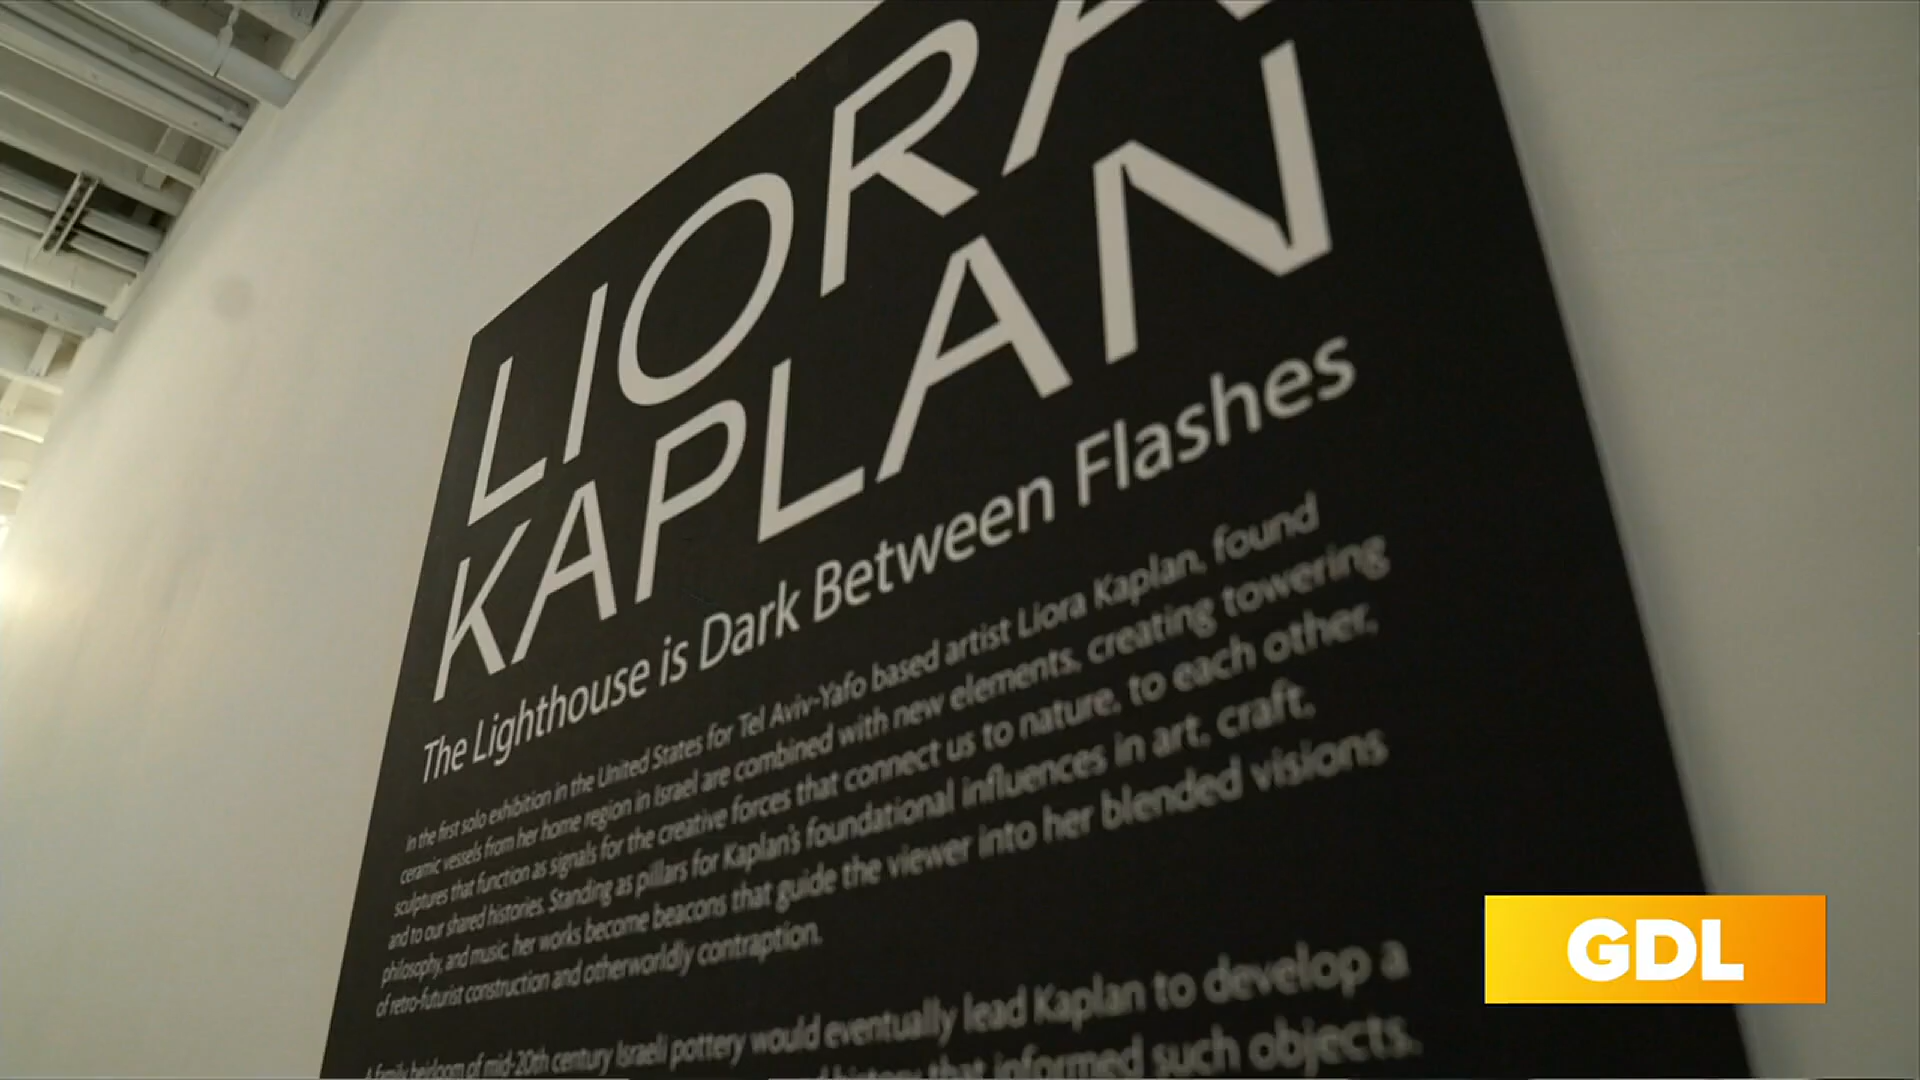 LIORA
KAPLAN
The Lighthouse is Dark Between Flashes
In the first solo exhibition in the United States for Tel Aviv-Yafo based artist Liora Kaplan, found
ceramic vessels from her home region in Israel are combined with new elements, creating towering
sculptures that function as signals for the creative forces that connect us to nature, to each other,
and to our shared histories. Standing as pillars for Kaplan's foundational influences in art, craft,
philosophy, and music, her works become beacons that guide the viewer into her blended visions
of retro-futurist construction and otherworldly contraption.
A family heirloom of mid-20th century Israeli pottery would eventually lead Kaplan to develop a
history that informed such objects.
GDL